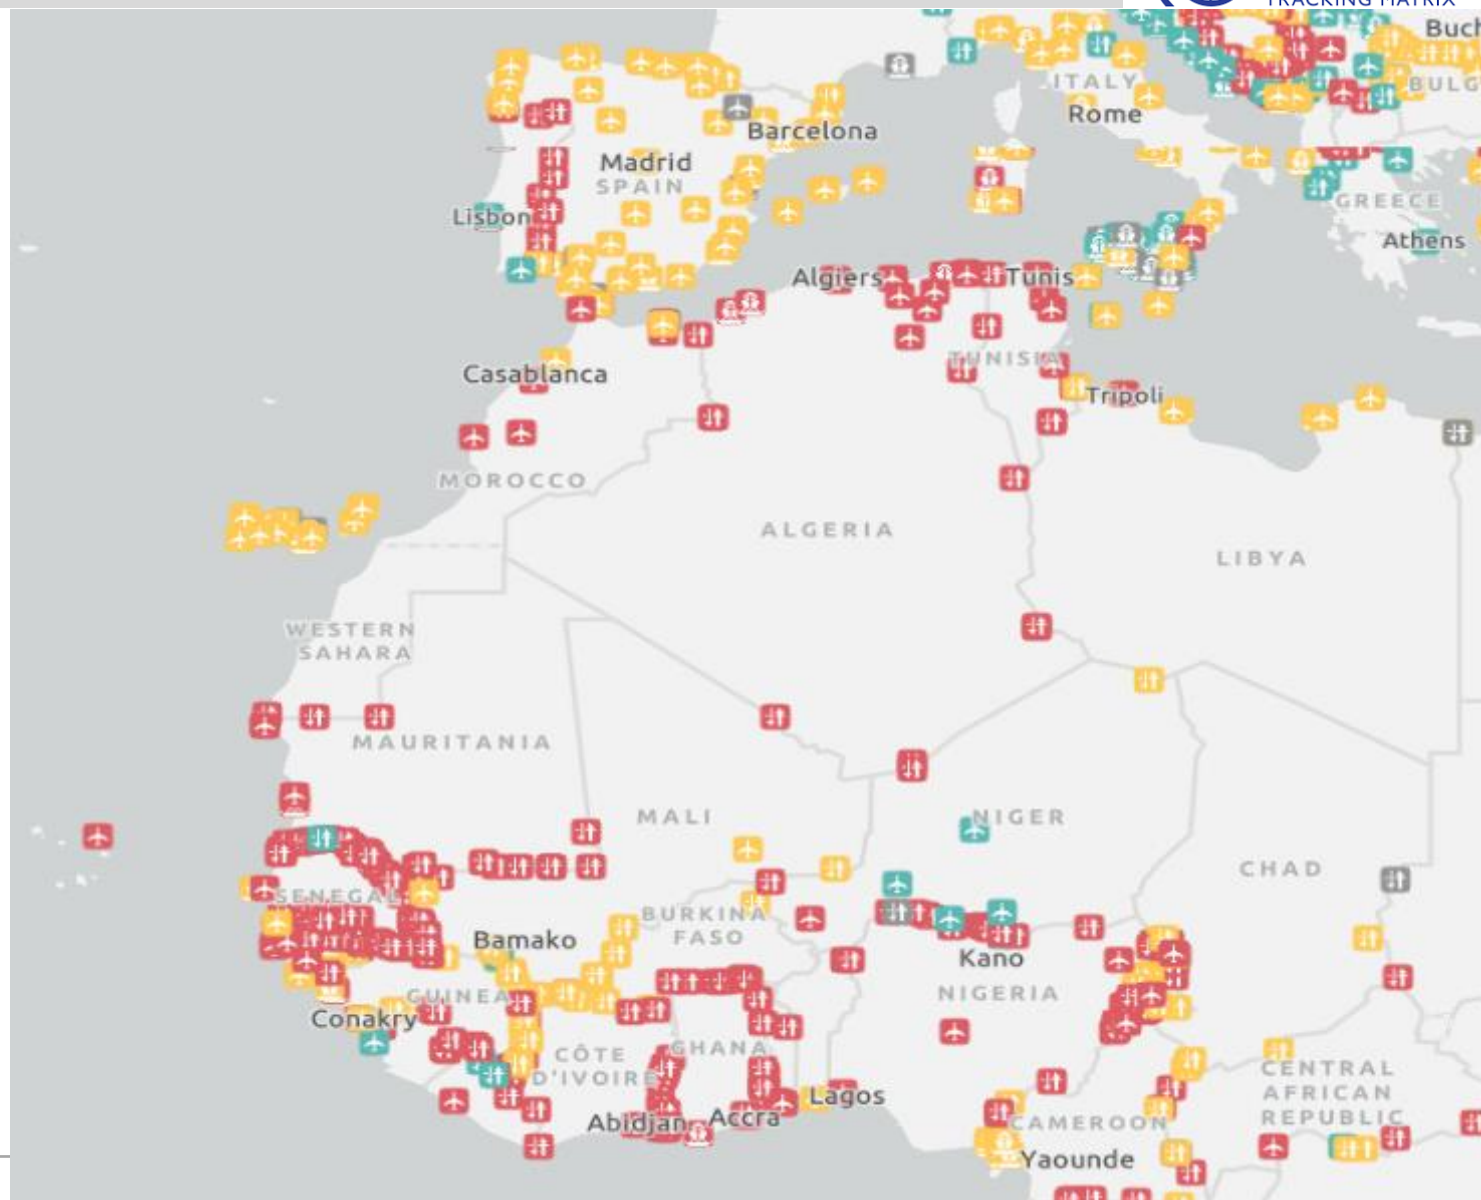 TRACKING MATRIX
Buch
ITALY
BULG
Rome
Barcelona
Madrid
SPAIN
GREECE
Lisbon
Athens
Algiers
Tunis
TUNISIA
Casablanca
Tripoli
MOROCCO
ALGERIA
LIBYA
WESTERN
SAHARA
MAURITANIA
MALI
NIGER
CHAD
SENEGAL
BURKINA
FASO
Bamako
Kano
NIGERIA
GUINEA
Conakry
CÔTE
D'IVOIRE
GHANA
CENTRAL
AFRICAN
REPUBLIC
Lagos
Abidjan
Accra
CAMEROON
Yaounde